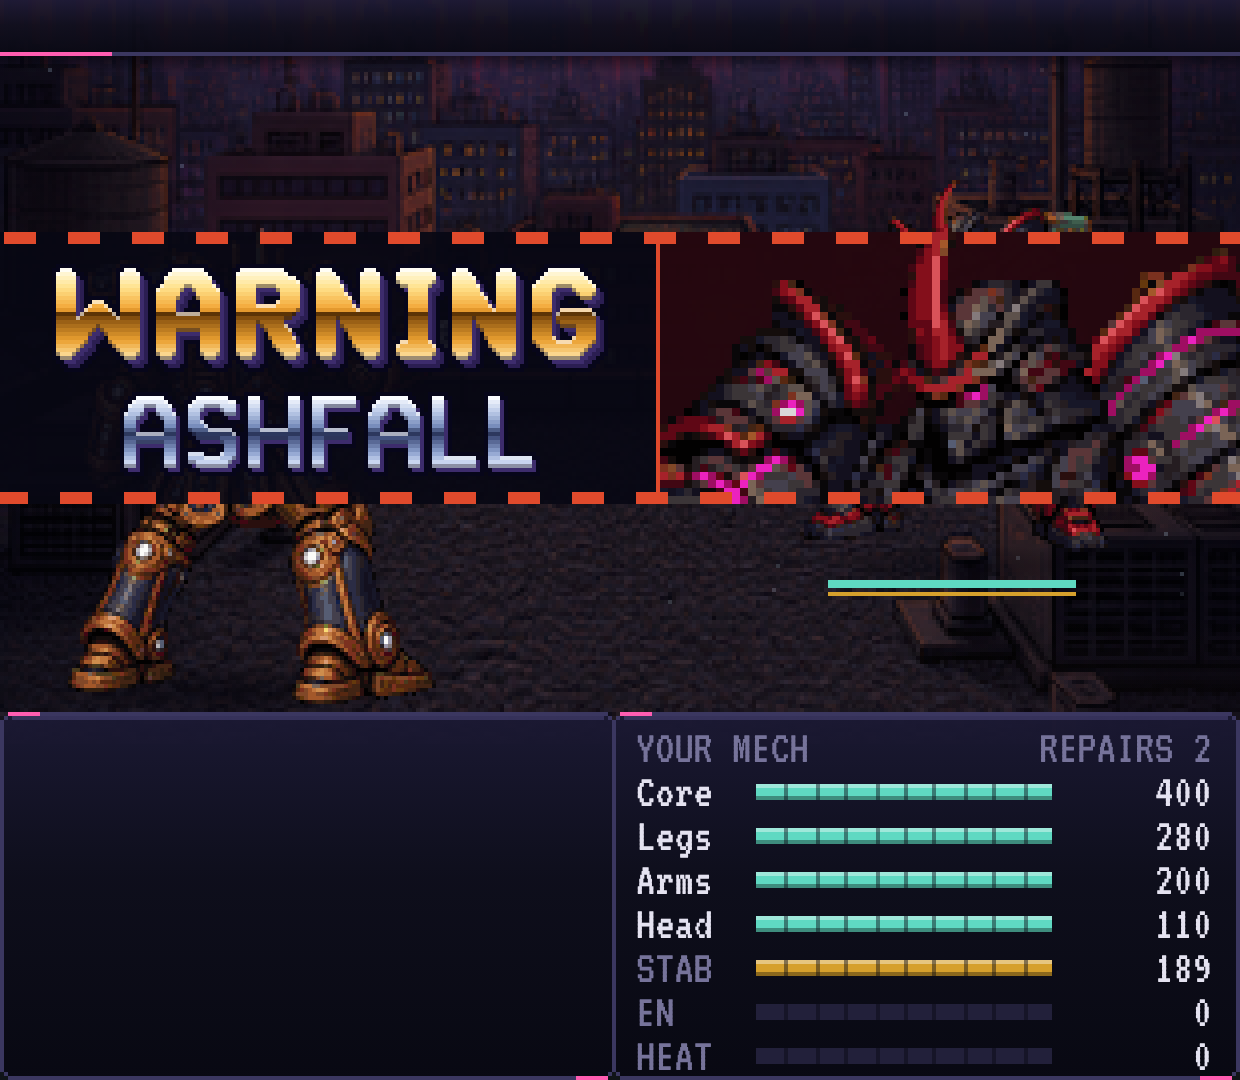 WARNING
ASHFALL
YOUR MECH REPAIRS 2
Core 400
Legs 280
Arms 200
Head 110
STAB 189
EN 0
HEAT 0